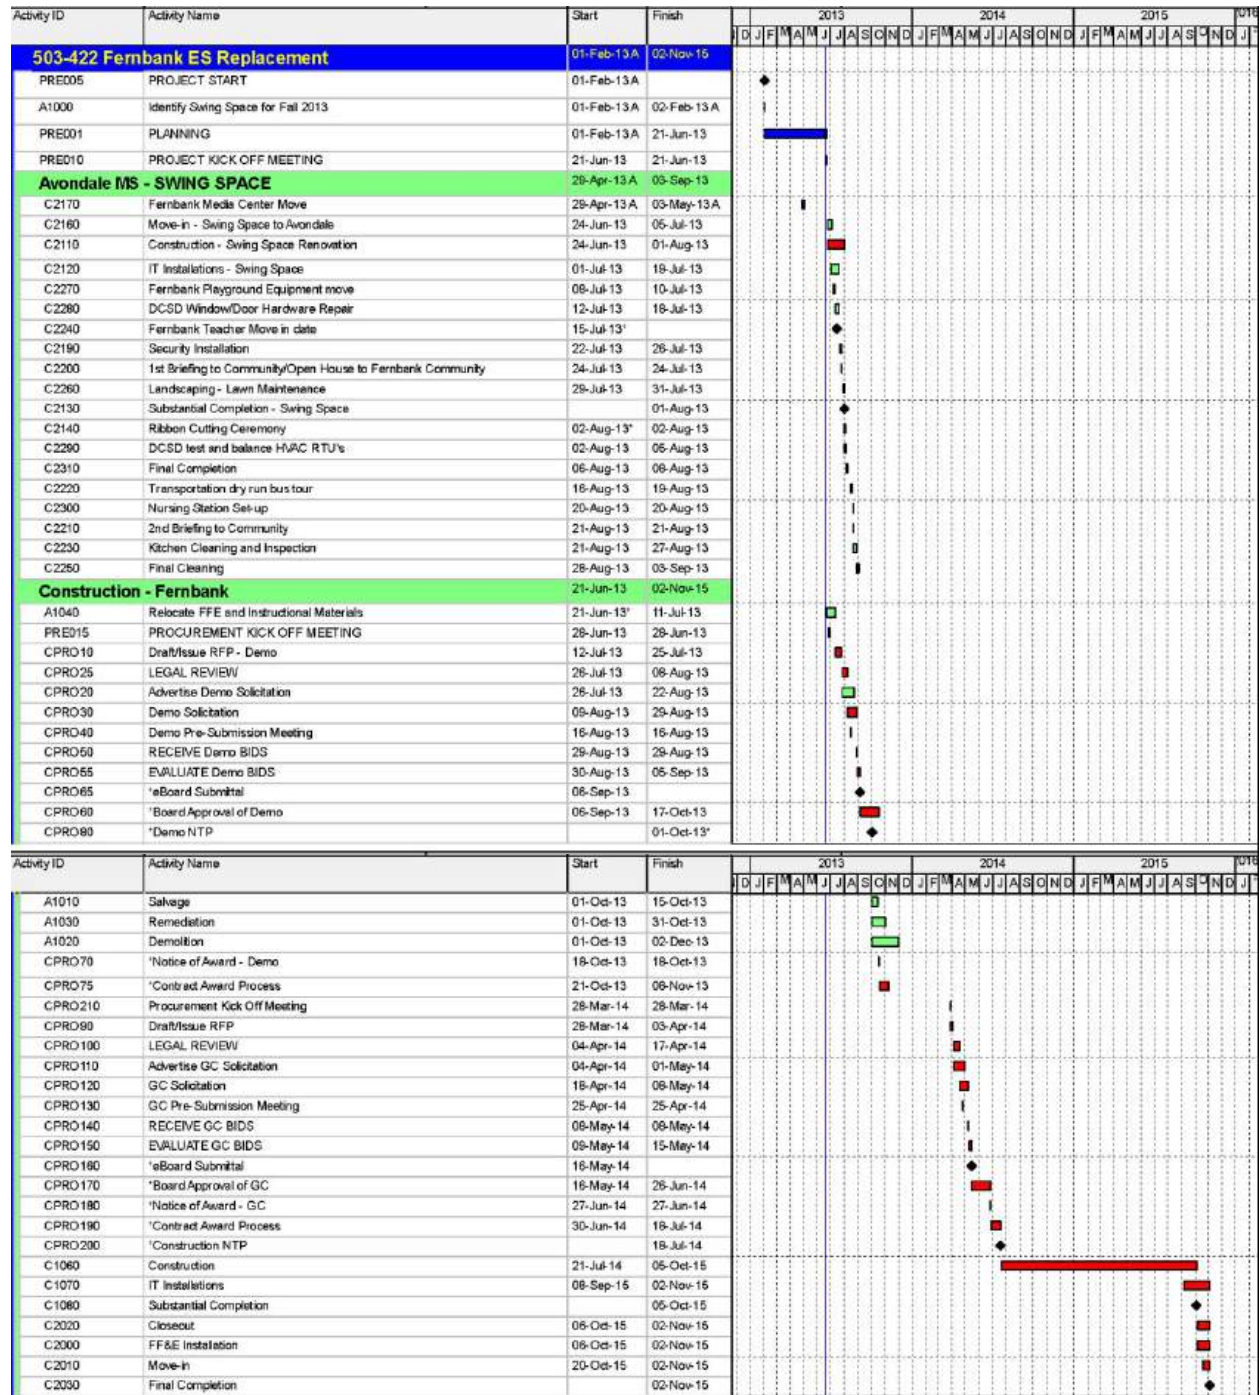 Activity ID Activity Name Start Finish 2013 2014 2015
D J F M A M J J A S O N D J F M A M J J A S O N D J F M A M J J A S O N D J
503-422 Fernbank ES Replacement 01-Feb-13 A 02-Nov-15
PRE005 PROJECT START 01-Feb-13 A
A1000 Identify Swing Space for Fall 2013 01-Feb-13 A 02-Feb-13 A
PRE001 PLANNING 01-Feb-13 A 21-Jun-13
PRE010 PROJECT KICK OFF MEETING 21-Jun-13 21-Jun-13
Avondale MS - SWING SPACE 29-Apr-13 A 03-Sep-13
C2170 Fernbank Media Center Move 29-Apr-13 A 03-May-13 A
C2160 Move-in - Swing Space to Avondale 24-Jun-13 05-Jul-13
C2110 Construction - Swing Space Renovation 24-Jun-13 01-Aug-13
C2120 IT Installations - Swing Space 01-Jul-13 19-Jul-13
C2270 Fernbank Playground Equipment move 08-Jul-13 10-Jul-13
C2280 DCSD Window/Door Hardware Repair 12-Jul-13 18-Jul-13
C2240 Fernbank Teacher Move in date 15-Jul-13*
C2190 Security Installation 22-Jul-13 26-Jul-13
C2200 1st Briefing to Community/Open House to Fernbank Community 24-Jul-13 24-Jul-13
C2260 Landscaping - Lawn Maintenance 29-Jul-13 31-Jul-13
C2130 Substantial Completion - Swing Space 01-Aug-13
C2140 Ribbon Cutting Ceremony 02-Aug-13* 02-Aug-13
C2290 DCSD test and balance HVAC RTU's 02-Aug-13 05-Aug-13
C2310 Final Completion 06-Aug-13 08-Aug-13
C2220 Transportation dry run bus tour 16-Aug-13 19-Aug-13
C2300 Nursing Station Set-up 20-Aug-13 20-Aug-13
C2210 2nd Briefing to Community 21-Aug-13 21-Aug-13
C2230 Kitchen Cleaning and Inspection 21-Aug-13 27-Aug-13
C2250 Final Cleaning 28-Aug-13 03-Sep-13
Construction - Fernbank 21-Jun-13 02-Nov-15
A1040 Relocate FFE and Instructional Materials 21-Jun-13* 11-Jul-13
PRE015 PROCUREMENT KICK OFF MEETING 28-Jun-13 28-Jun-13
CPRO10 Draft/Issue RFP - Demo 12-Jul-13 25-Jul-13
CPRO25 LEGAL REVIEW 26-Jul-13 08-Aug-13
CPRO20 Advertise Demo Solicitation 26-Jul-13 22-Aug-13
CPRO30 Demo Solicitation 09-Aug-13 29-Aug-13
CPRO40 Demo Pre-Submission Meeting 16-Aug-13 16-Aug-13
CPRO50 RECEIVE Demo BIDS 29-Aug-13 29-Aug-13
CPRO55 EVALUATE Demo BIDS 30-Aug-13 05-Sep-13
CPRO65 *eBoard Submittal 06-Sep-13
CPRO60 *Board Approval of Demo 06-Sep-13 17-Oct-13
CPRO80 *Demo NTP 01-Oct-13*
Activity ID Activity Name Start Finish 2013 2014 2015
D J F M A M J J A S O N D J F M A M J J A S O N D J F M A M J J A S O N D J
A1010 Salvage 01-Oct-13 15-Oct-13
A1030 Remediation 01-Oct-13 31-Oct-13
A1020 Demolition 01-Oct-13 02-Dec-13
CPRO70 *Notice of Award - Demo 18-Oct-13 18-Oct-13
CPRO75 *Contract Award Process 21-Oct-13 08-Nov-13
CPRO210 Procurement Kick Off Meeting 28-Mar-14 28-Mar-14
CPRO90 Draft/Issue RFP 28-Mar-14 03-Apr-14
CPRO100 LEGAL REVIEW 04-Apr-14 17-Apr-14
CPRO110 Advertise GC Solicitation 04-Apr-14 01-May-14
CPRO120 GC Solicitation 18-Apr-14 08-May-14
CPRO130 GC Pre-Submission Meeting 25-Apr-14 25-Apr-14
CPRO140 RECEIVE GC BIDS 08-May-14 08-May-14
CPRO150 EVALUATE GC BIDS 09-May-14 15-May-14
CPRO160 *eBoard Submittal 16-May-14
CPRO170 *Board Approval of GC 16-May-14 26-Jun-14
CPRO180 *Notice of Award - GC 27-Jun-14 27-Jun-14
CPRO190 *Contract Award Process 30-Jun-14 18-Jul-14
CPRO200 *Construction NTP 18-Jul-14
C1060 Construction 21-Jul-14 05-Oct-15
C1070 IT Installations 08-Sep-15 02-Nov-15
C1080 Substantial Completion 05-Oct-15
C2020 Closeout 06-Oct-15 02-Nov-15
C2000 FF&E Installation 06-Oct-15 02-Nov-15
C2010 Move-in 20-Oct-15 02-Nov-15
C2030 Final Completion 02-Nov-15